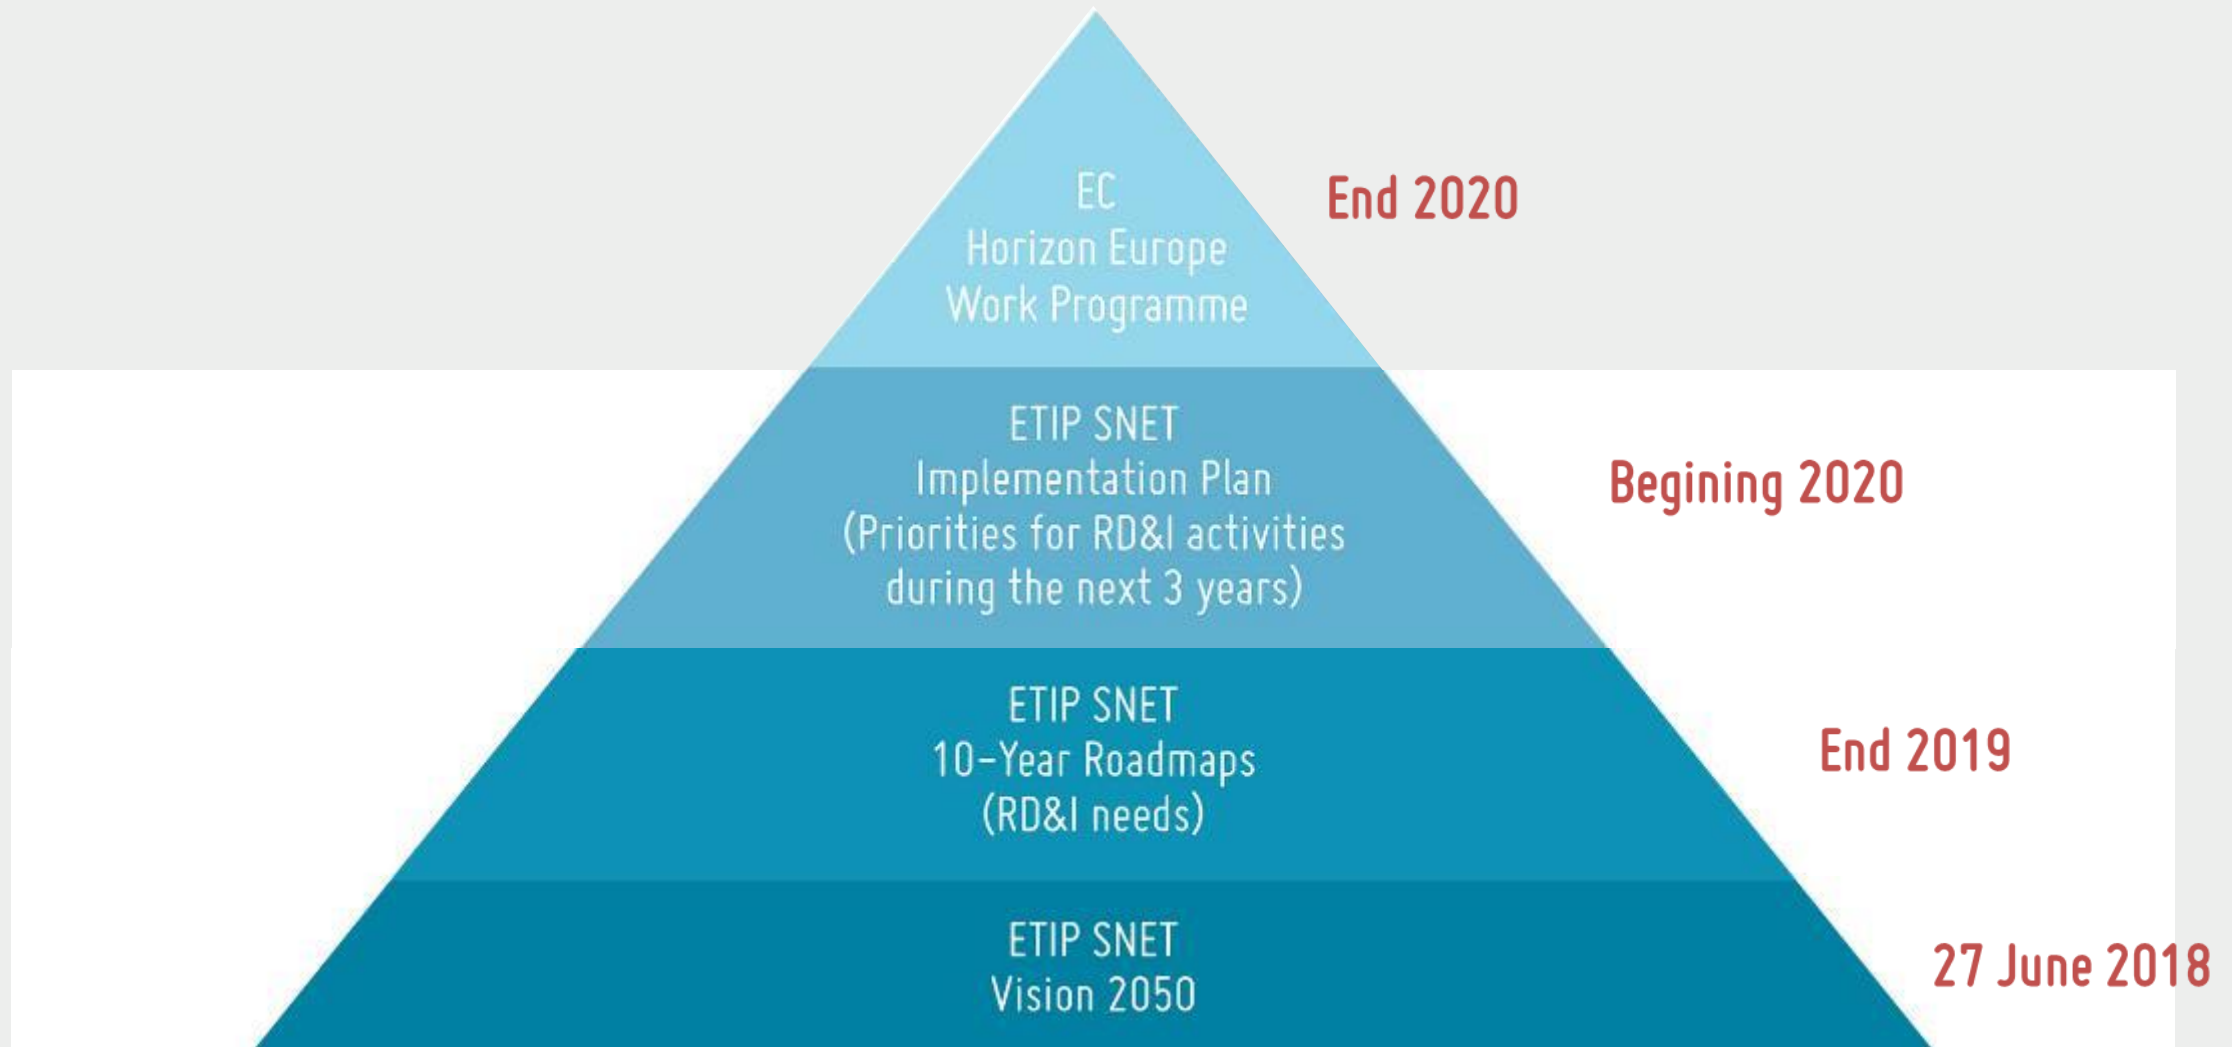 EC
Horizon Europe
Work Programme
End 2020
ETIP SNET
Implementation Plan
(Priorities for RD&I activities
during the next 3 years)
Begining 2020
ETIP SNET
10-Year Roadmaps
(RD&I needs)
End 2019
ETIP SNET
Vision 2050
27 June 2018